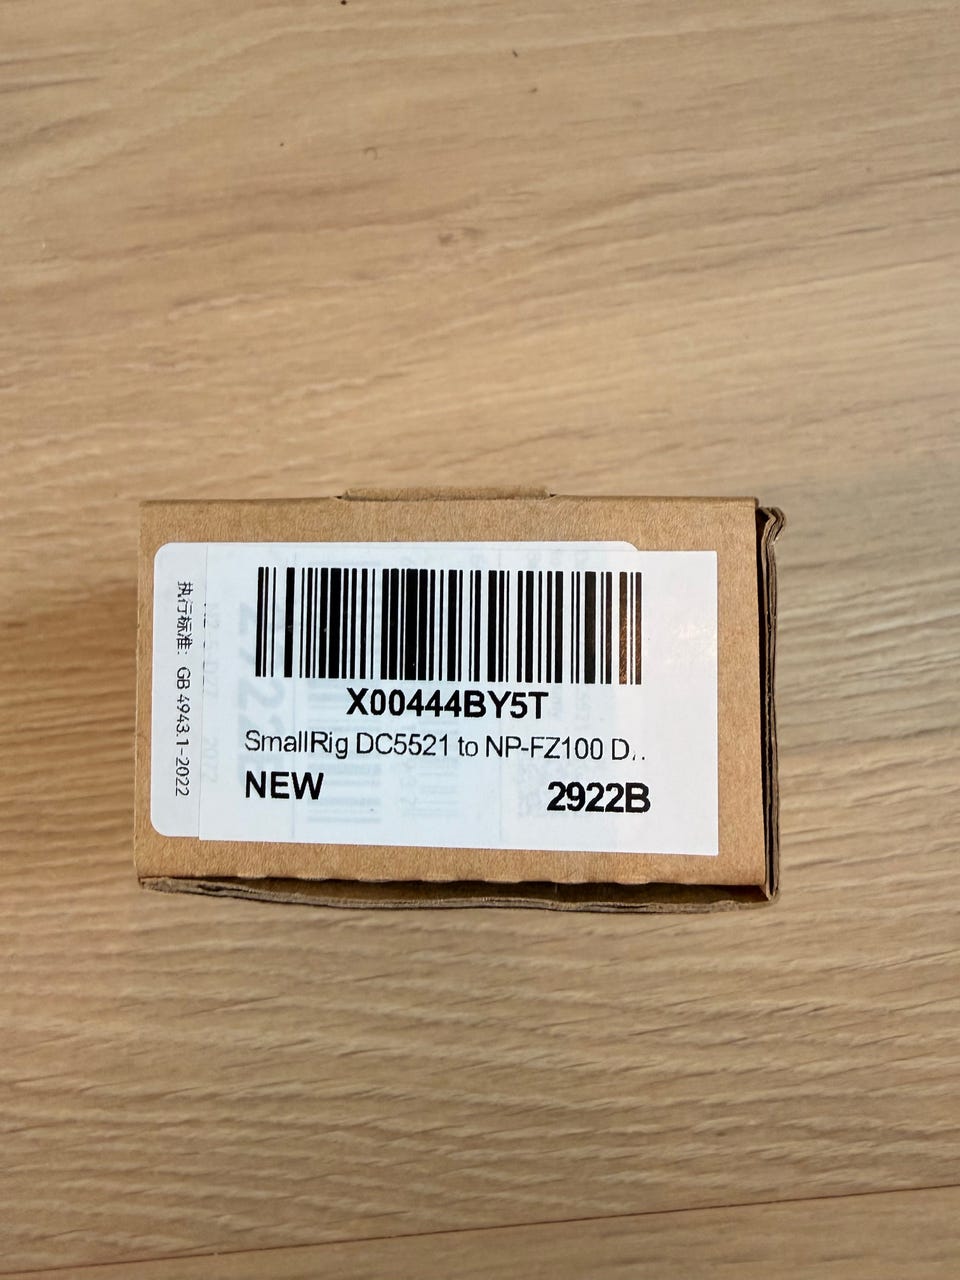 执行标准: GB 4943.1-2022
X00444BY5T
SmallRig DC5521 to NP-FZ100 D..
NEW
2922B